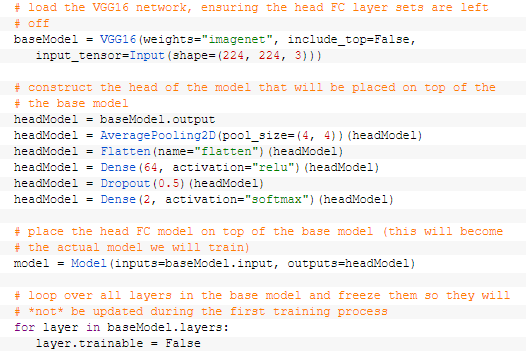 # load the VGG16 network, ensuring the head FC layer sets are left
# off
baseModel = VGG16(weights="imagenet", include_top=False,
input_tensor=Input(shape=(224, 224, 3)))
# construct the head of the model that will be placed on top of the
# the base model
headModel = baseModel.output
headModel = AveragePooling2D(pool_size=(4, 4))(headModel)
headModel = Flatten(name="flatten")(headModel)
headModel = Dense(64, activation="relu")(headModel)
headModel = Dropout(0.5)(headModel)
headModel = Dense(2, activation="softmax")(headModel)
# place the head FC model on top of the base model (this will become
# the actual model we will train)
model = Model(inputs=baseModel.input, outputs=headModel)
# loop over all layers in the base model and freeze them so they will
# *not* be updated during the first training process
for layer in baseModel.layers:
layer.trainable = False